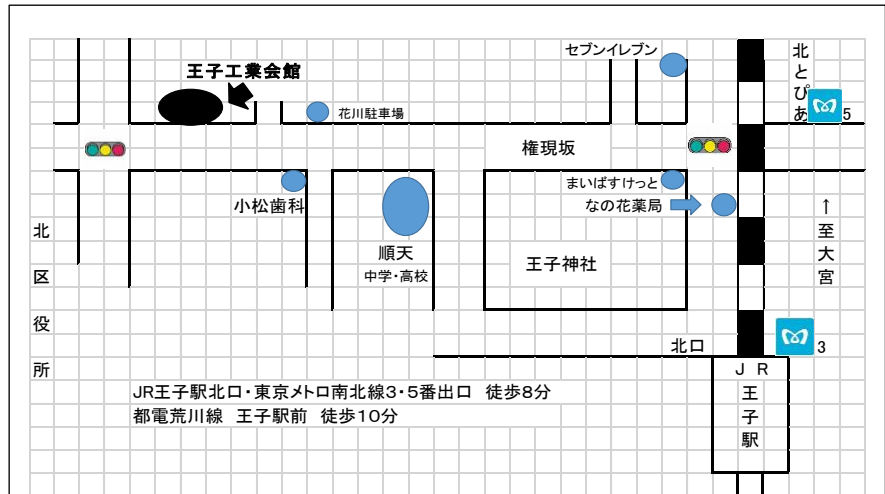 セブンイレブン
北とぴあ
王子工業会館
5
花川駐車場
権現坂
まいばすけっと
小松歯科
なの花薬局
↑至大宮
北区役所
順天
中学・高校
王子神社
北口
3
JR
王子駅
JR王子駅北口・東京メトロ南北線3・5番出口 徒歩8分
都電荒川線 王子駅前 徒歩10分